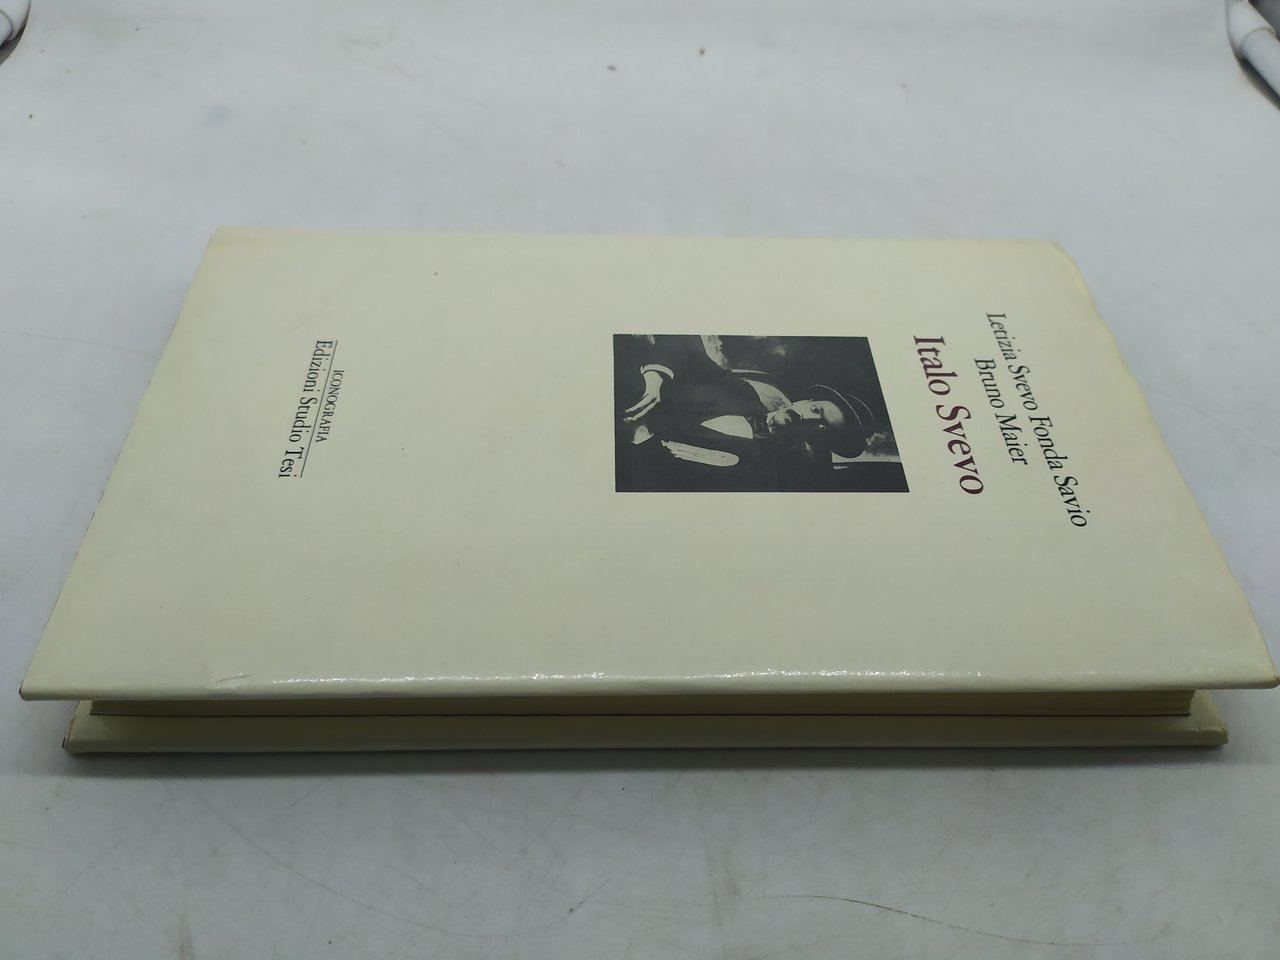 Letizia Svevo Fonda Savio
Bruno Maier
Italo Svevo
ICONOGRAFIA
Edizioni Studio Tesi